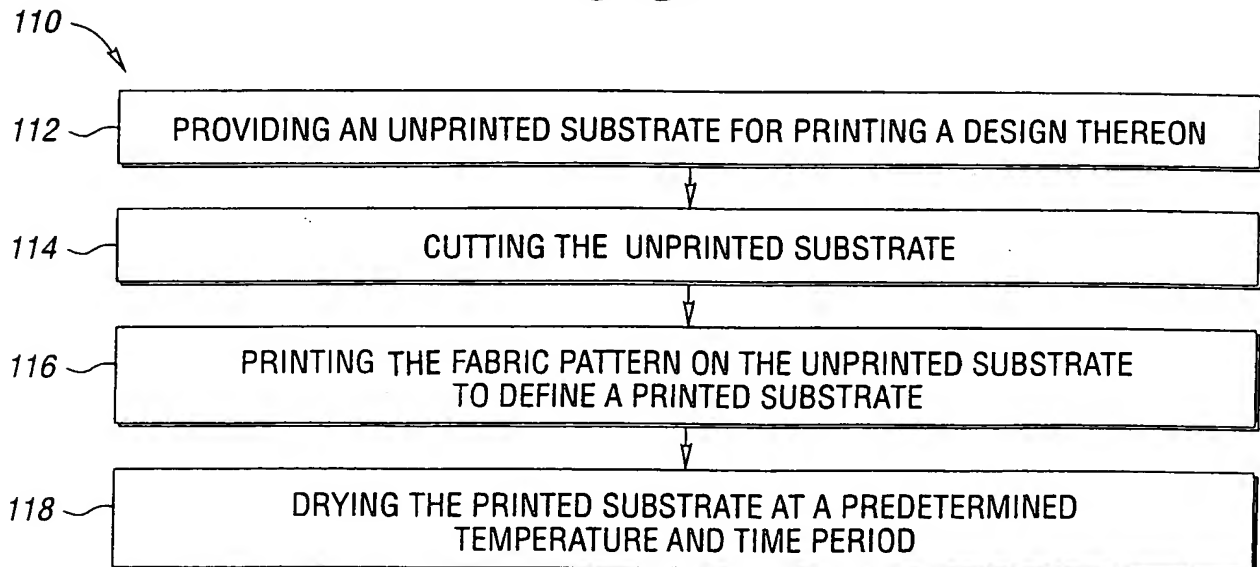 110
112 PROVIDING AN UNPRINTED SUBSTRATE FOR PRINTING A DESIGN THEREON
114 CUTTING THE UNPRINTED SUBSTRATE
116 PRINTING THE FABRIC PATTERN ON THE UNPRINTED SUBSTRATE
TO DEFINE A PRINTED SUBSTRATE
118 DRYING THE PRINTED SUBSTRATE AT A PREDETERMINED
TEMPERATURE AND TIME PERIOD